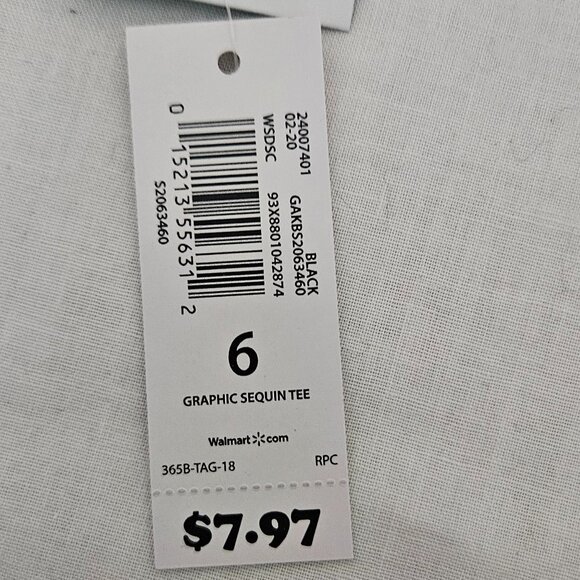 24007401
02-20
WSDSC
BLACK
GAKBS2063460
93X8801042874
0 15213 55631 2
S2063460
6
GRAPHIC SEQUIN TEE
Walmart.com
365B-TAG-18 RPC
$7.97